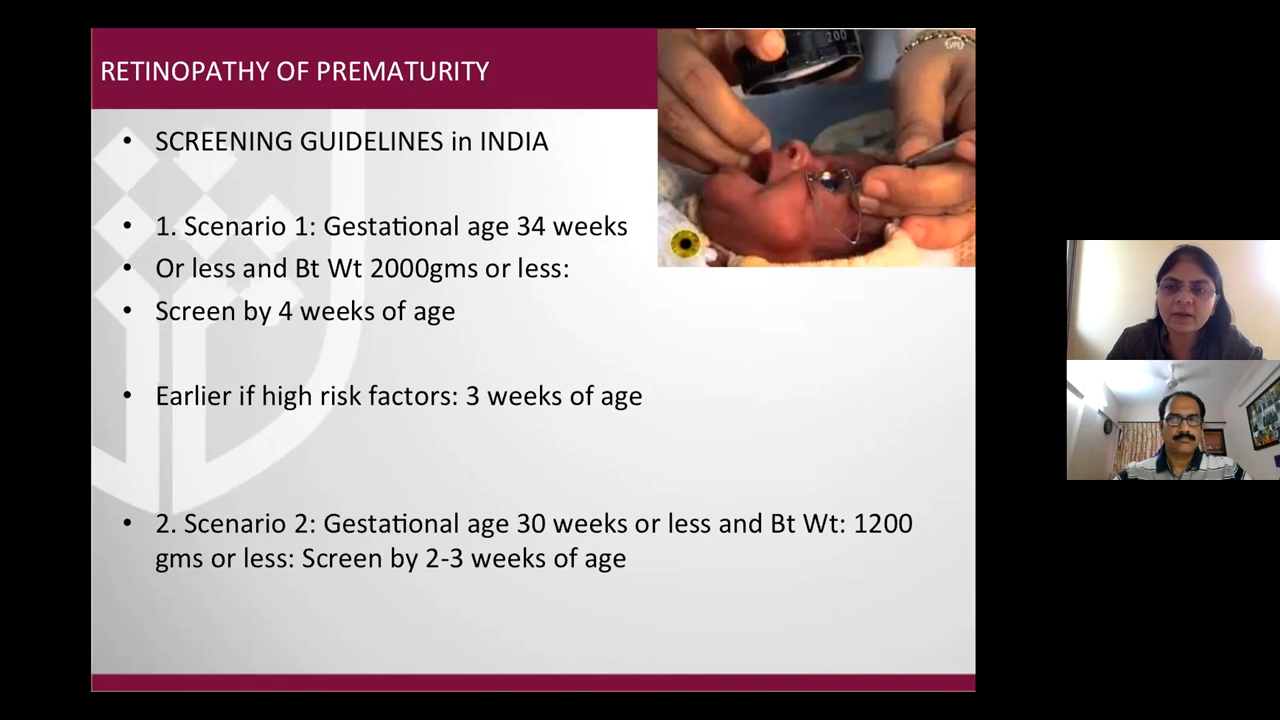 RETINOPATHY OF PREMATURITY
• SCREENING GUIDELINES in INDIA
• 1. Scenario 1: Gestational age 34 weeks
• Or less and Bt Wt 2000gms or less:
• Screen by 4 weeks of age
• Earlier if high risk factors: 3 weeks of age
• 2. Scenario 2: Gestational age 30 weeks or less and Bt Wt: 1200
gms or less: Screen by 2-3 weeks of age
200